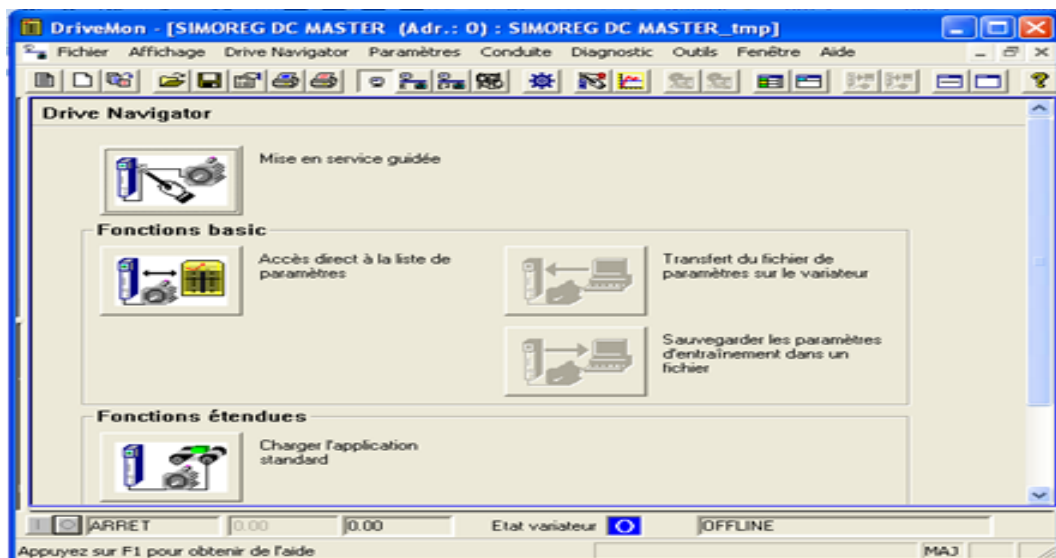 DriveMon - [SIMOREG DC MASTER (Adr.: 0) : SIMOREG DC MASTER_tmp]
Fichier Affichage Drive Navigator Paramètres Conduite Diagnostic Outils Fenêtre Aide
Drive Navigator
Mise en service guidée
Fonctions basic
Accès direct à la liste de
paramètres
Transfert du fichier de
paramètres sur le variateur
Sauvegarder les paramètres
d'entraînement dans un
fichier
Fonctions étendues
Charger l'application
standard
ARRET 0.00 0.00 Etat variateur OFFLINE
Appuyez sur F1 pour obtenir de l'aide MAJ